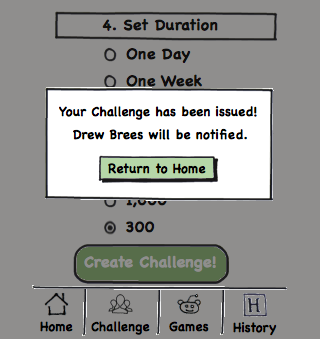 4. Set Duration
One Day
One Week
Your Challenge has been issued!
Drew Brees will be notified.
Return to Home
1,000
300
Create Challenge!
Home Challenge Games History
H